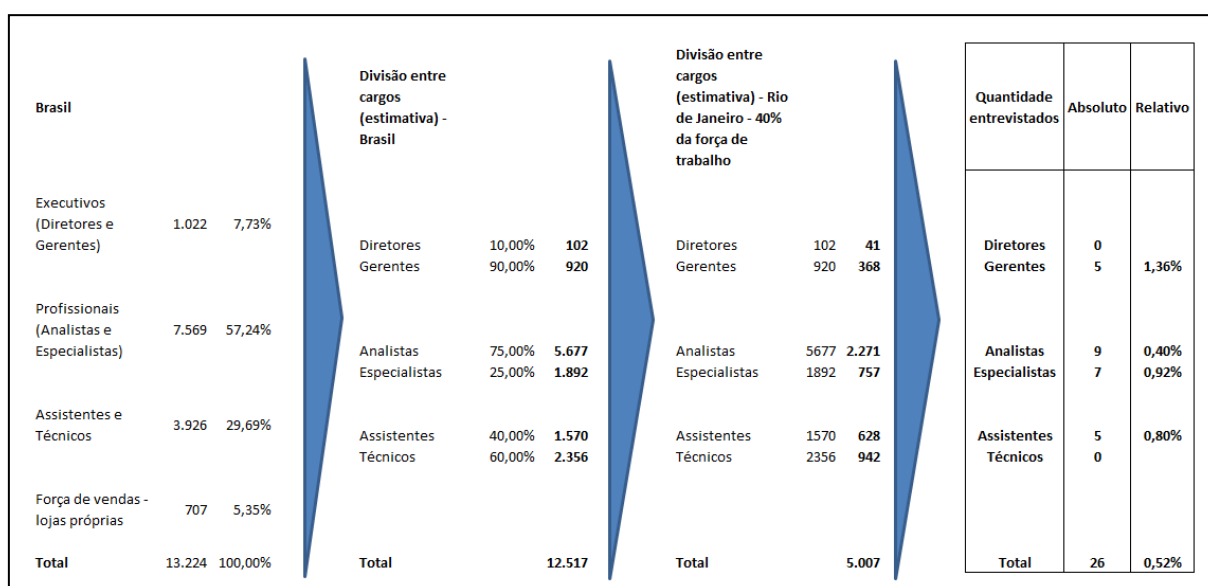 Brasil
Executivos
(Diretores e
Gerentes)
1.022 7,73%
Profissionais
(Analistas e
Especialistas)
7.569 57,24%
Assistentes e
Técnicos
3.926 29,69%
Força de vendas -
lojas próprias
707 5,35%
Total 13.224 100,00%
Divisão entre
cargos
(estimativa) -
Brasil
Diretores 10,00% 102
Gerentes 90,00% 920
Analistas 75,00% 5.677
Especialistas 25,00% 1.892
Assistentes 40,00% 1.570
Técnicos 60,00% 2.356
Total 12.517
Divisão entre
cargos
(estimativa) - Rio
de Janeiro - 40%
da força de
trabalho
Diretores 102 41
Gerentes 920 368
Analistas 5677 2.271
Especialistas 1892 757
Assistentes 1570 628
Técnicos 2356 942
Total 5.007
Quantidade
entrevistados
Absoluto Relativo
Diretores 0
Gerentes 5 1,36%
Analistas 9 0,40%
Especialistas 7 0,92%
Assistentes 5 0,80%
Técnicos 0
Total 26 0,52%